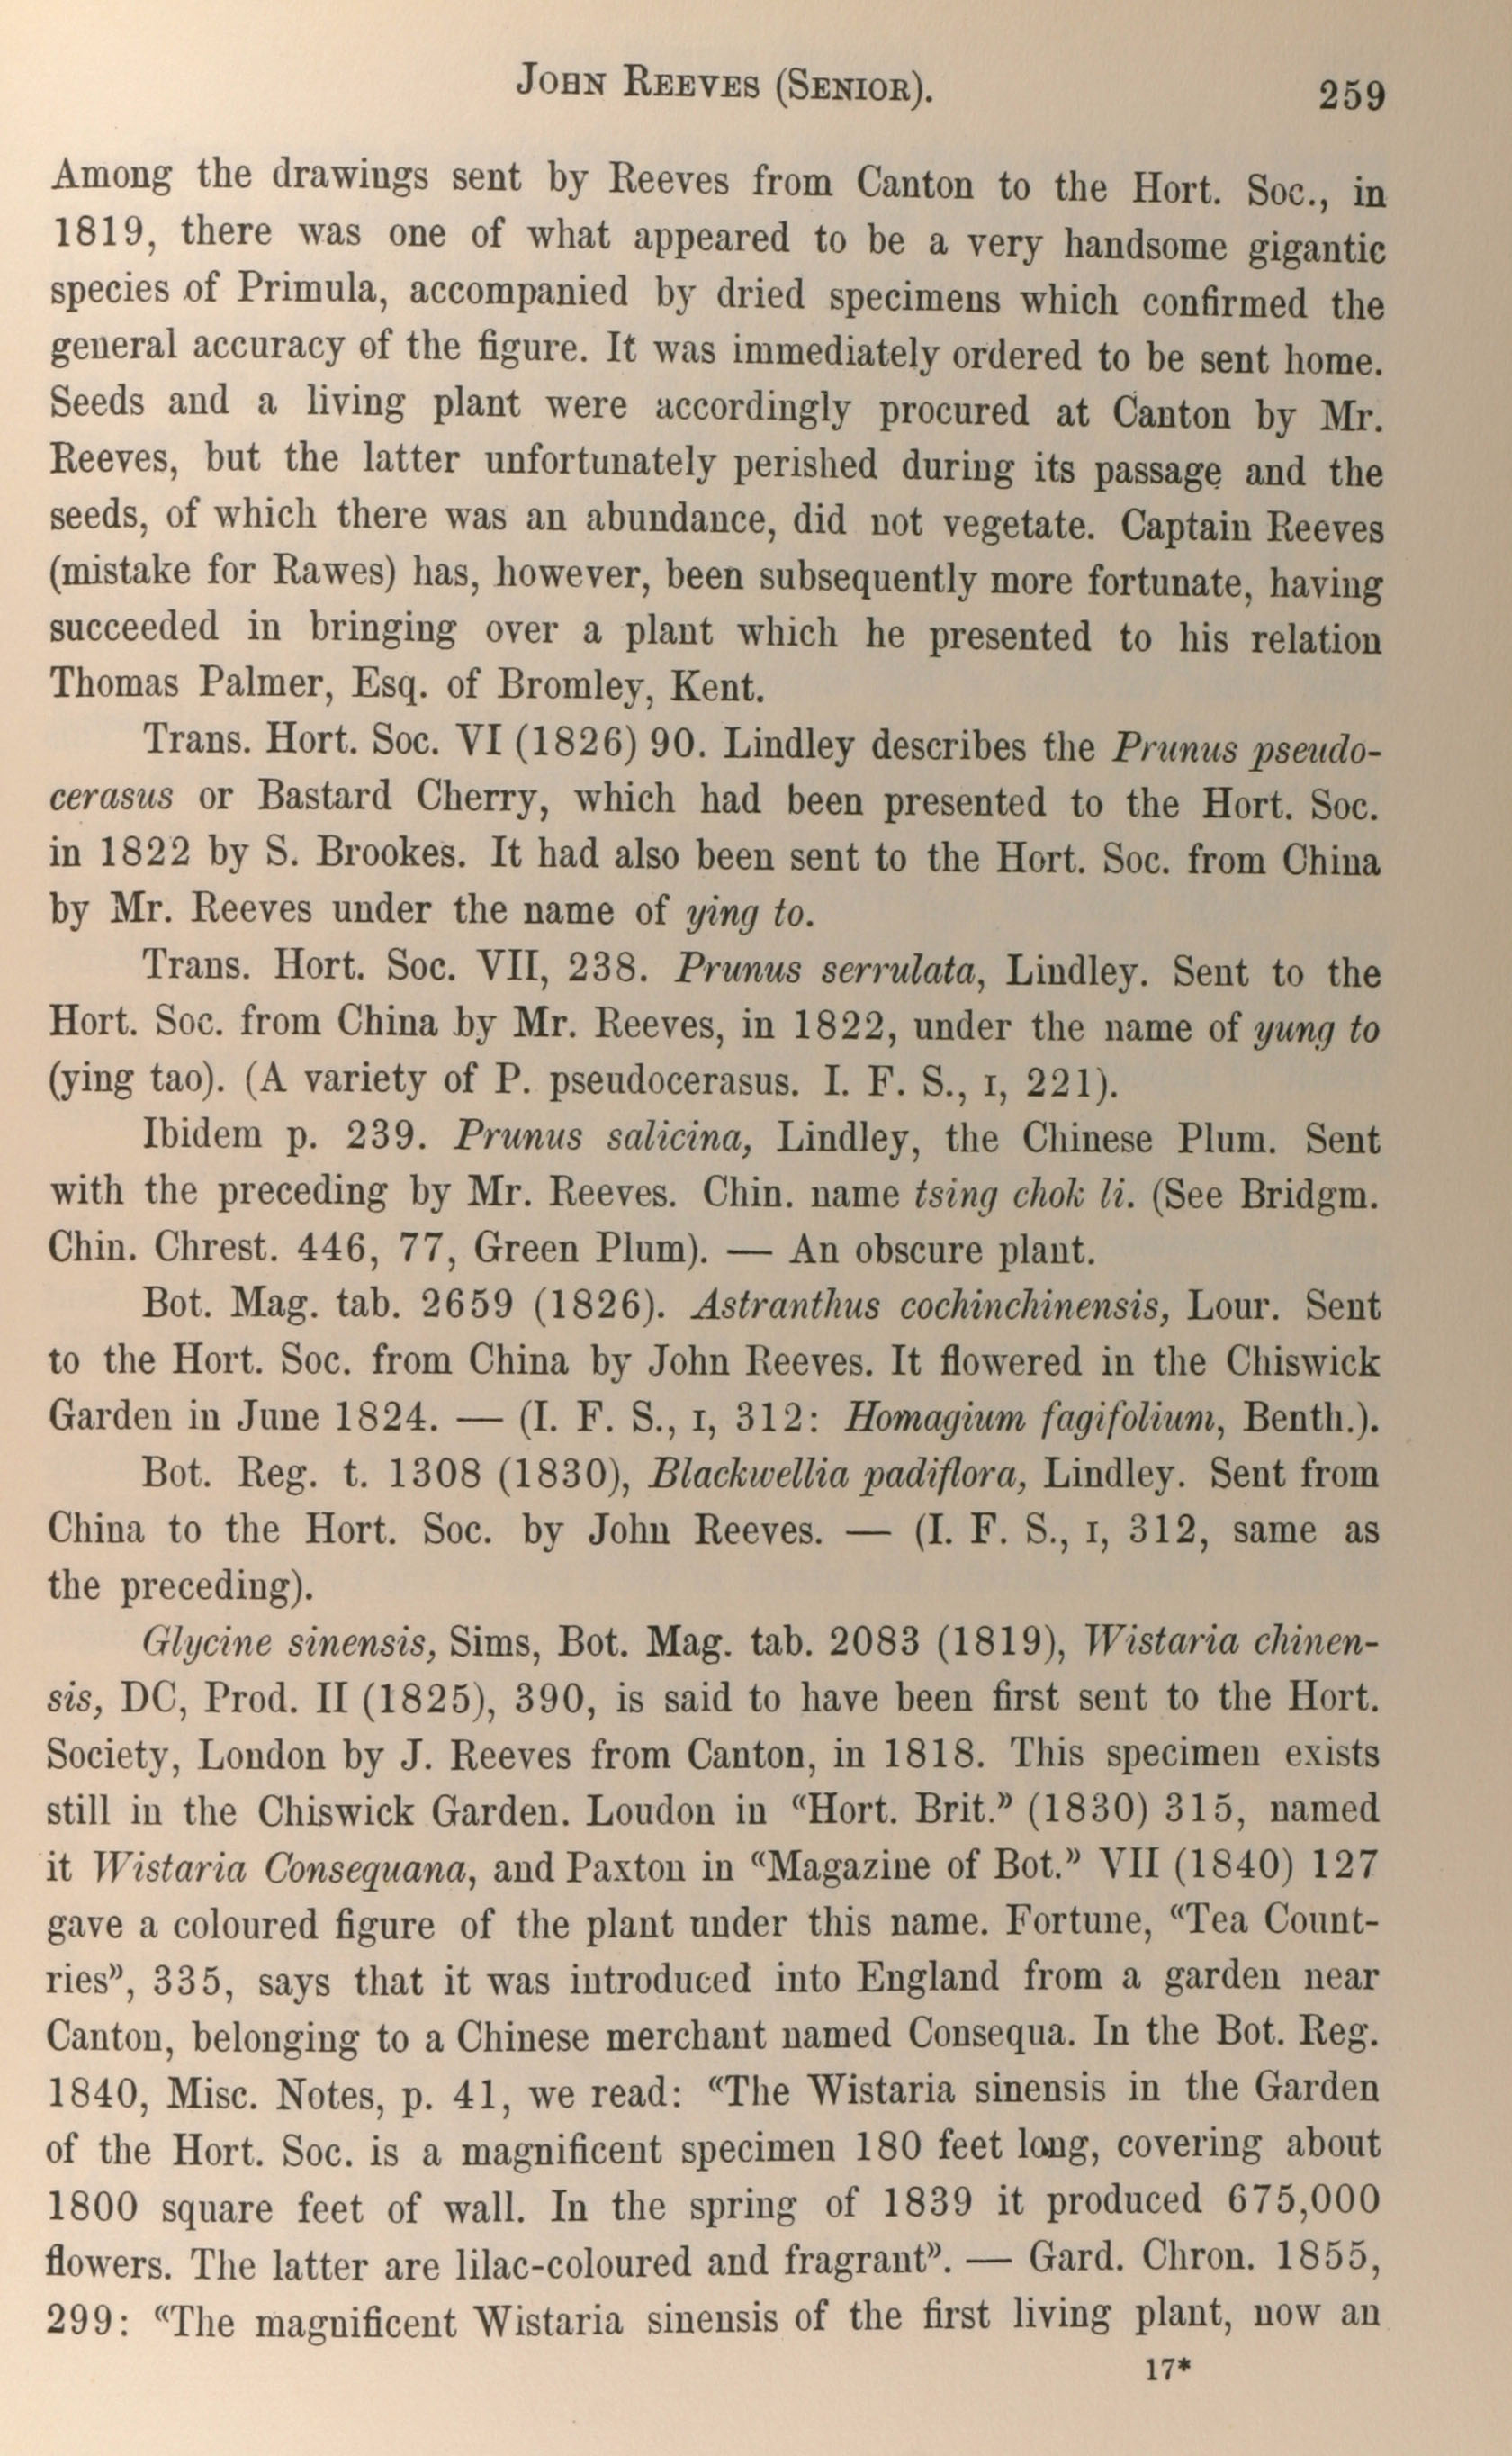 JOHN REEVES (SENIOR).
259
Among the drawings sent by Reeves from Canton to the Hort. Soc., in
1819, there was one of what appeared to be a very handsome gigantic
species of Primula, accompanied by dried specimens which confirmed the
general accuracy of the figure. It was immediately ordered to be sent home.
Seeds and a living plant were accordingly procured at Canton by Mr.
Reeves, but the latter unfortunately perished during its passage and the
seeds, of which there was an abundance, did not vegetate. Captain Reeves
(mistake for Rawes) has, however, been subsequently more fortunate, having
succeeded in bringing over a plant which he presented to his relation
Thomas Palmer, Esq. of Bromley, Kent.
Trans. Hort. Soc. VI (1826) 90. Lindley describes the Prunus pseudo-
cerasus or Bastard Cherry, which had been presented to the Hort. Soc.
in 1822 by S. Brookes. It had also been sent to the Hort. Soc. from China
by Mr. Reeves under the name of ying to.
Trans. Hort. Soc. VII, 238. Prunus serrulata, Lindley. Sent to the
Hort. Soc. from China by Mr. Reeves, in 1822, under the name of yung to
(ying tao). (A variety of P. pseudocerasus. I. F. S., I, 221).
Ibidem p. 239. Prunus salicina, Lindley, the Chinese Plum. Sent
with the preceding by Mr. Reeves. Chin. name tsing chok li. (See Bridgm.
Chin. Chrest. 446, 77, Green Plum). — An obscure plant.
Bot. Mag. tab. 2659 (1826). Astranthus cochinchinensis, Lour. Sent
to the Hort. Soc. from China by John Reeves. It flowered in the Chiswick
Garden in June 1824. — (I. F. S., I, 312: Homagium fagifolium, Benth.).
Bot. Reg. t. 1308 (1830), Blackwellia padiflora, Lindley. Sent from
China to the Hort. Soc. by John Reeves. — (I. F. S., I, 312, same as
the preceding).
Glycine sinensis, Sims, Bot. Mag. tab. 2083 (1819), Wistaria chinen-
sis, DC, Prod. II (1825), 390, is said to have been first sent to the Hort.
Society, London by J. Reeves from Canton, in 1818. This specimen exists
still in the Chiswick Garden. Loudon in “Hort. Brit.” (1830) 315, named
it Wistaria Consequana, and Paxton in “Magazine of Bot.” VII (1840) 127
gave a coloured figure of the plant under this name. Fortune, “Tea Count-
ries”, 335, says that it was introduced into England from a garden near
Canton, belonging to a Chinese merchant named Consequa. In the Bot. Reg.
1840, Misc. Notes, p. 41, we read: “The Wistaria sinensis in the Garden
of the Hort. Soc. is a magnificent specimen 180 feet long, covering about
1800 square feet of wall. In the spring of 1839 it produced 675,000
flowers. The latter are lilac-coloured and fragrant”. — Gard. Chron. 1855,
299: “The magnificent Wistaria sinensis of the first living plant, now an
17*